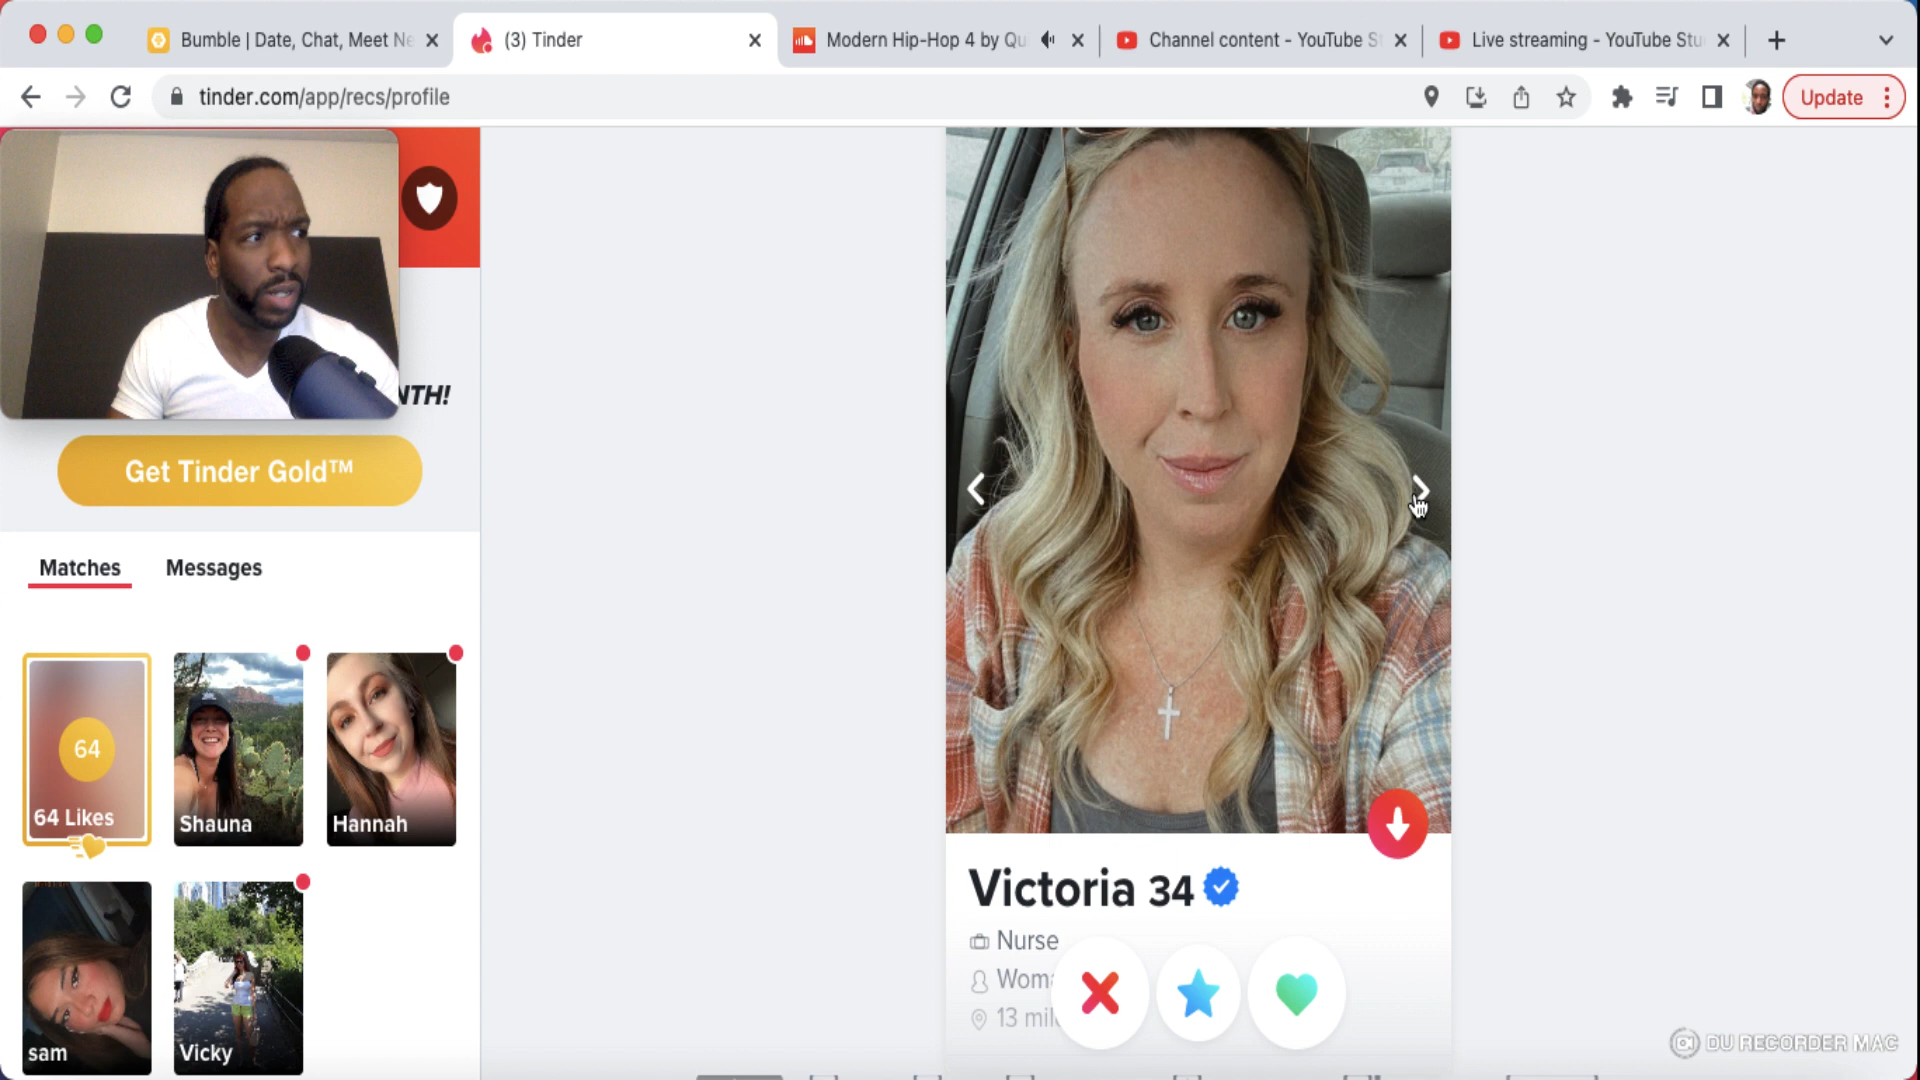 Bumble | Date, Chat, Meet Ne
(3) Tinder
Modern Hip-Hop 4 by Qu
Channel content - YouTube S
Live streaming - YouTube Stu
tinder.com/app/recs/profile
Update
NTH!
Get Tinder Gold™
Matches
Messages
64
64 Likes
Shauna
Hannah
sam
Vicky
Victoria 34
Nurse
Wom
13 mil
DU RECORDER MAC